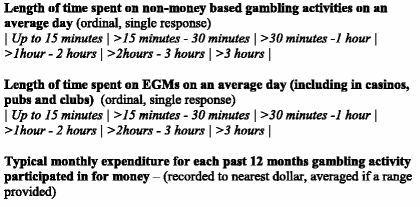 Length of time spent on non-money based gambling activities on an
average day (ordinal, single response)
| Up to 15 minutes | >15 minutes - 30 minutes | >30 minutes -1 hour |
>1hour - 2 hours | >2hours - 3 hours | >3 hours |
Length of time spent on EGMs on an average day (including in casinos,
pubs and clubs) (ordinal, single response)
| Up to 15 minutes | >15 minutes - 30 minutes | >30 minutes -1 hour |
>1hour - 2 hours | >2hours - 3 hours | >3 hours |
Typical monthly expenditure for each past 12 months gambling activity
participated in for money – (recorded to nearest dollar, averaged if a range
provided)